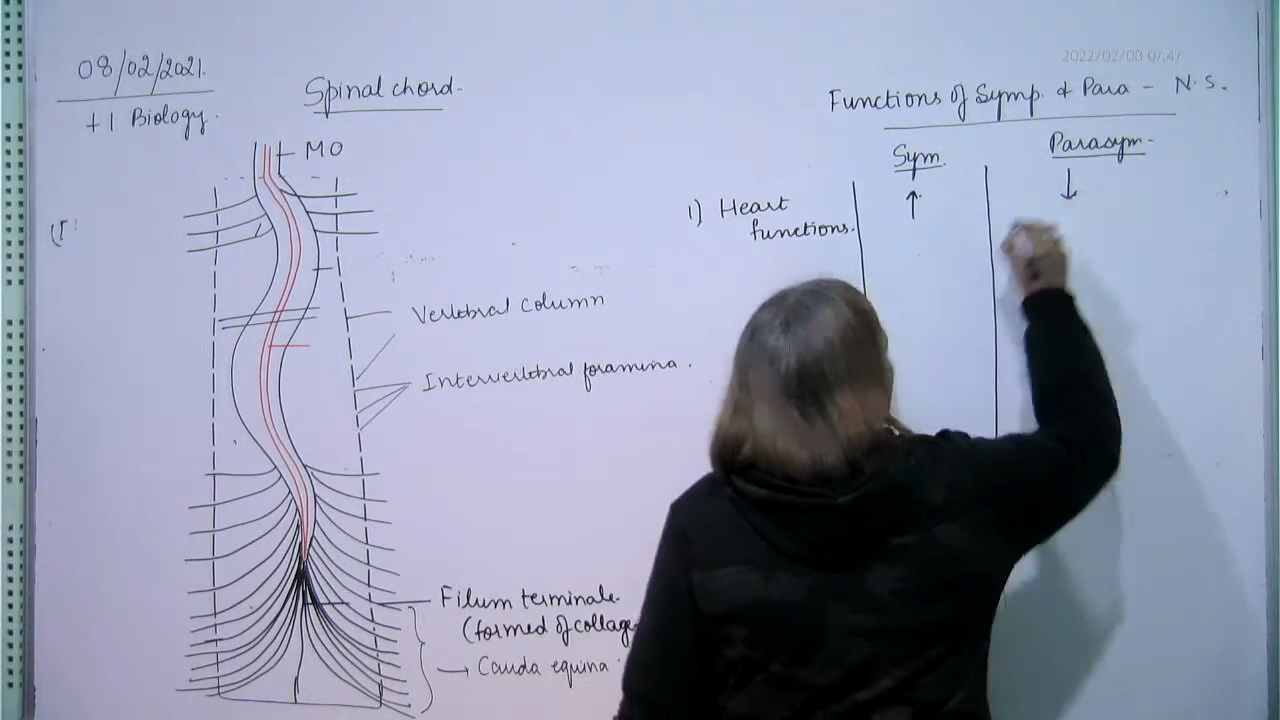 2022/02/08 07:47
08/02/2021.
+1 Biology.
Spinal chord.
MO
Vertebral column
Intervertebral foramina.
Filum terminale
(formed of collage
→ Cauda equina
Functions of Symp. & Para - N.S.
Sym Parasym-
1) Heart ↑ ↓
functions.